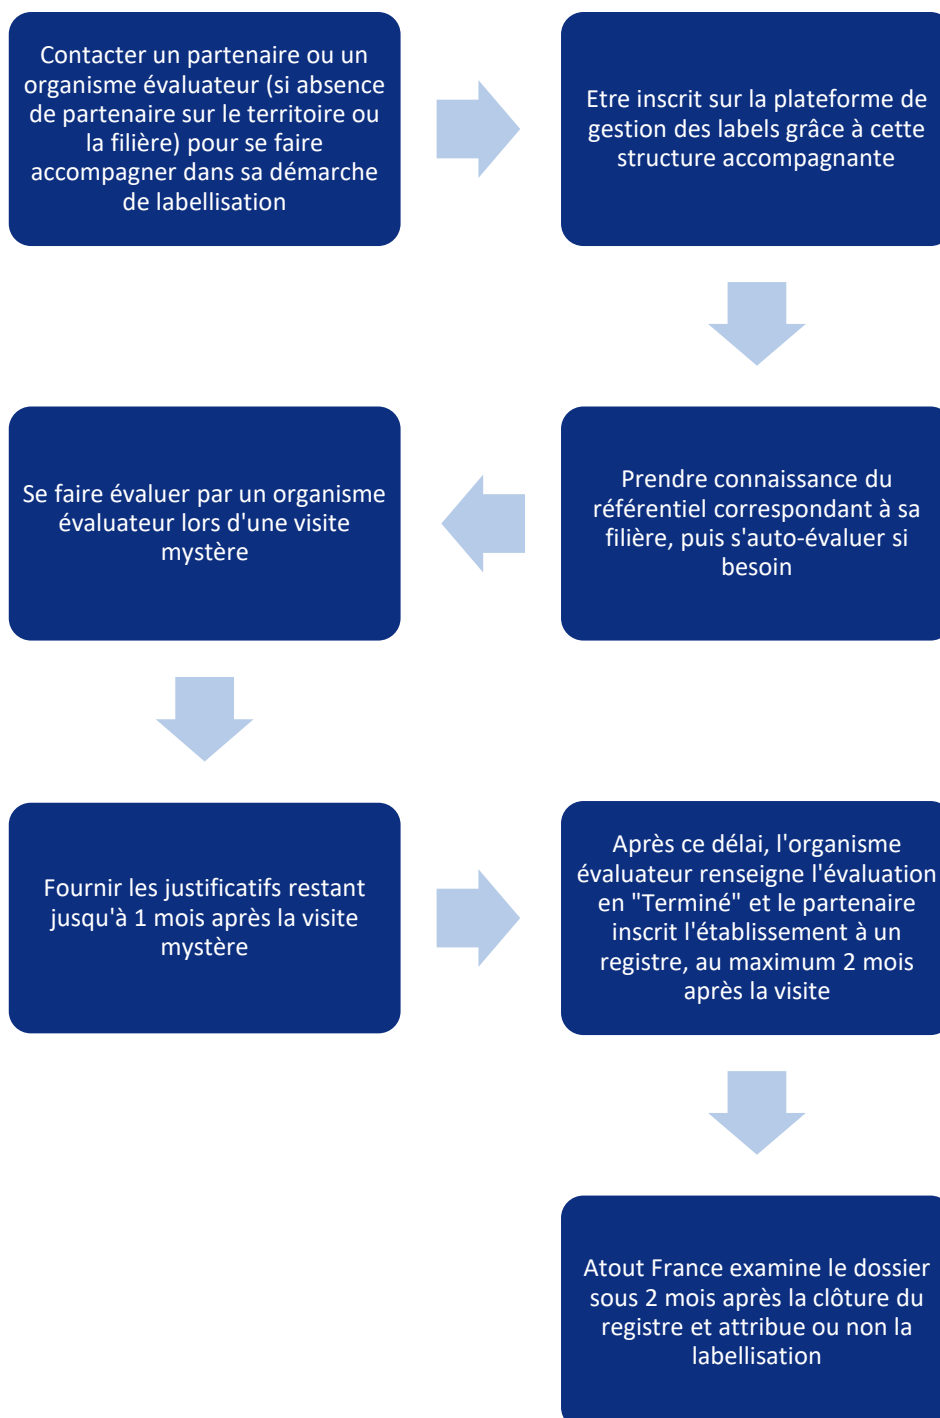 Contacter un partenaire ou un
organisme évaluateur (si absence
de partenaire sur le territoire ou
la filière) pour se faire
accompagner dans sa démarche
de labellisation
Etre inscrit sur la plateforme de
gestion des labels grâce à cette
structure accompagnante
Prendre connaissance du
référentiel correspondant à sa
filière, puis s'auto-évaluer si
besoin
Se faire évaluer par un organisme
évaluateur lors d'une visite
mystère
Fournir les justificatifs restant
jusqu'à 1 mois après la visite
mystère
Après ce délai, l'organisme
évaluateur renseigne l'évaluation
en "Terminé" et le partenaire
inscrit l'établissement à un
registre, au maximum 2 mois
après la visite
Atout France examine le dossier
sous 2 mois après la clôture du
registre et attribue ou non la
labellisation